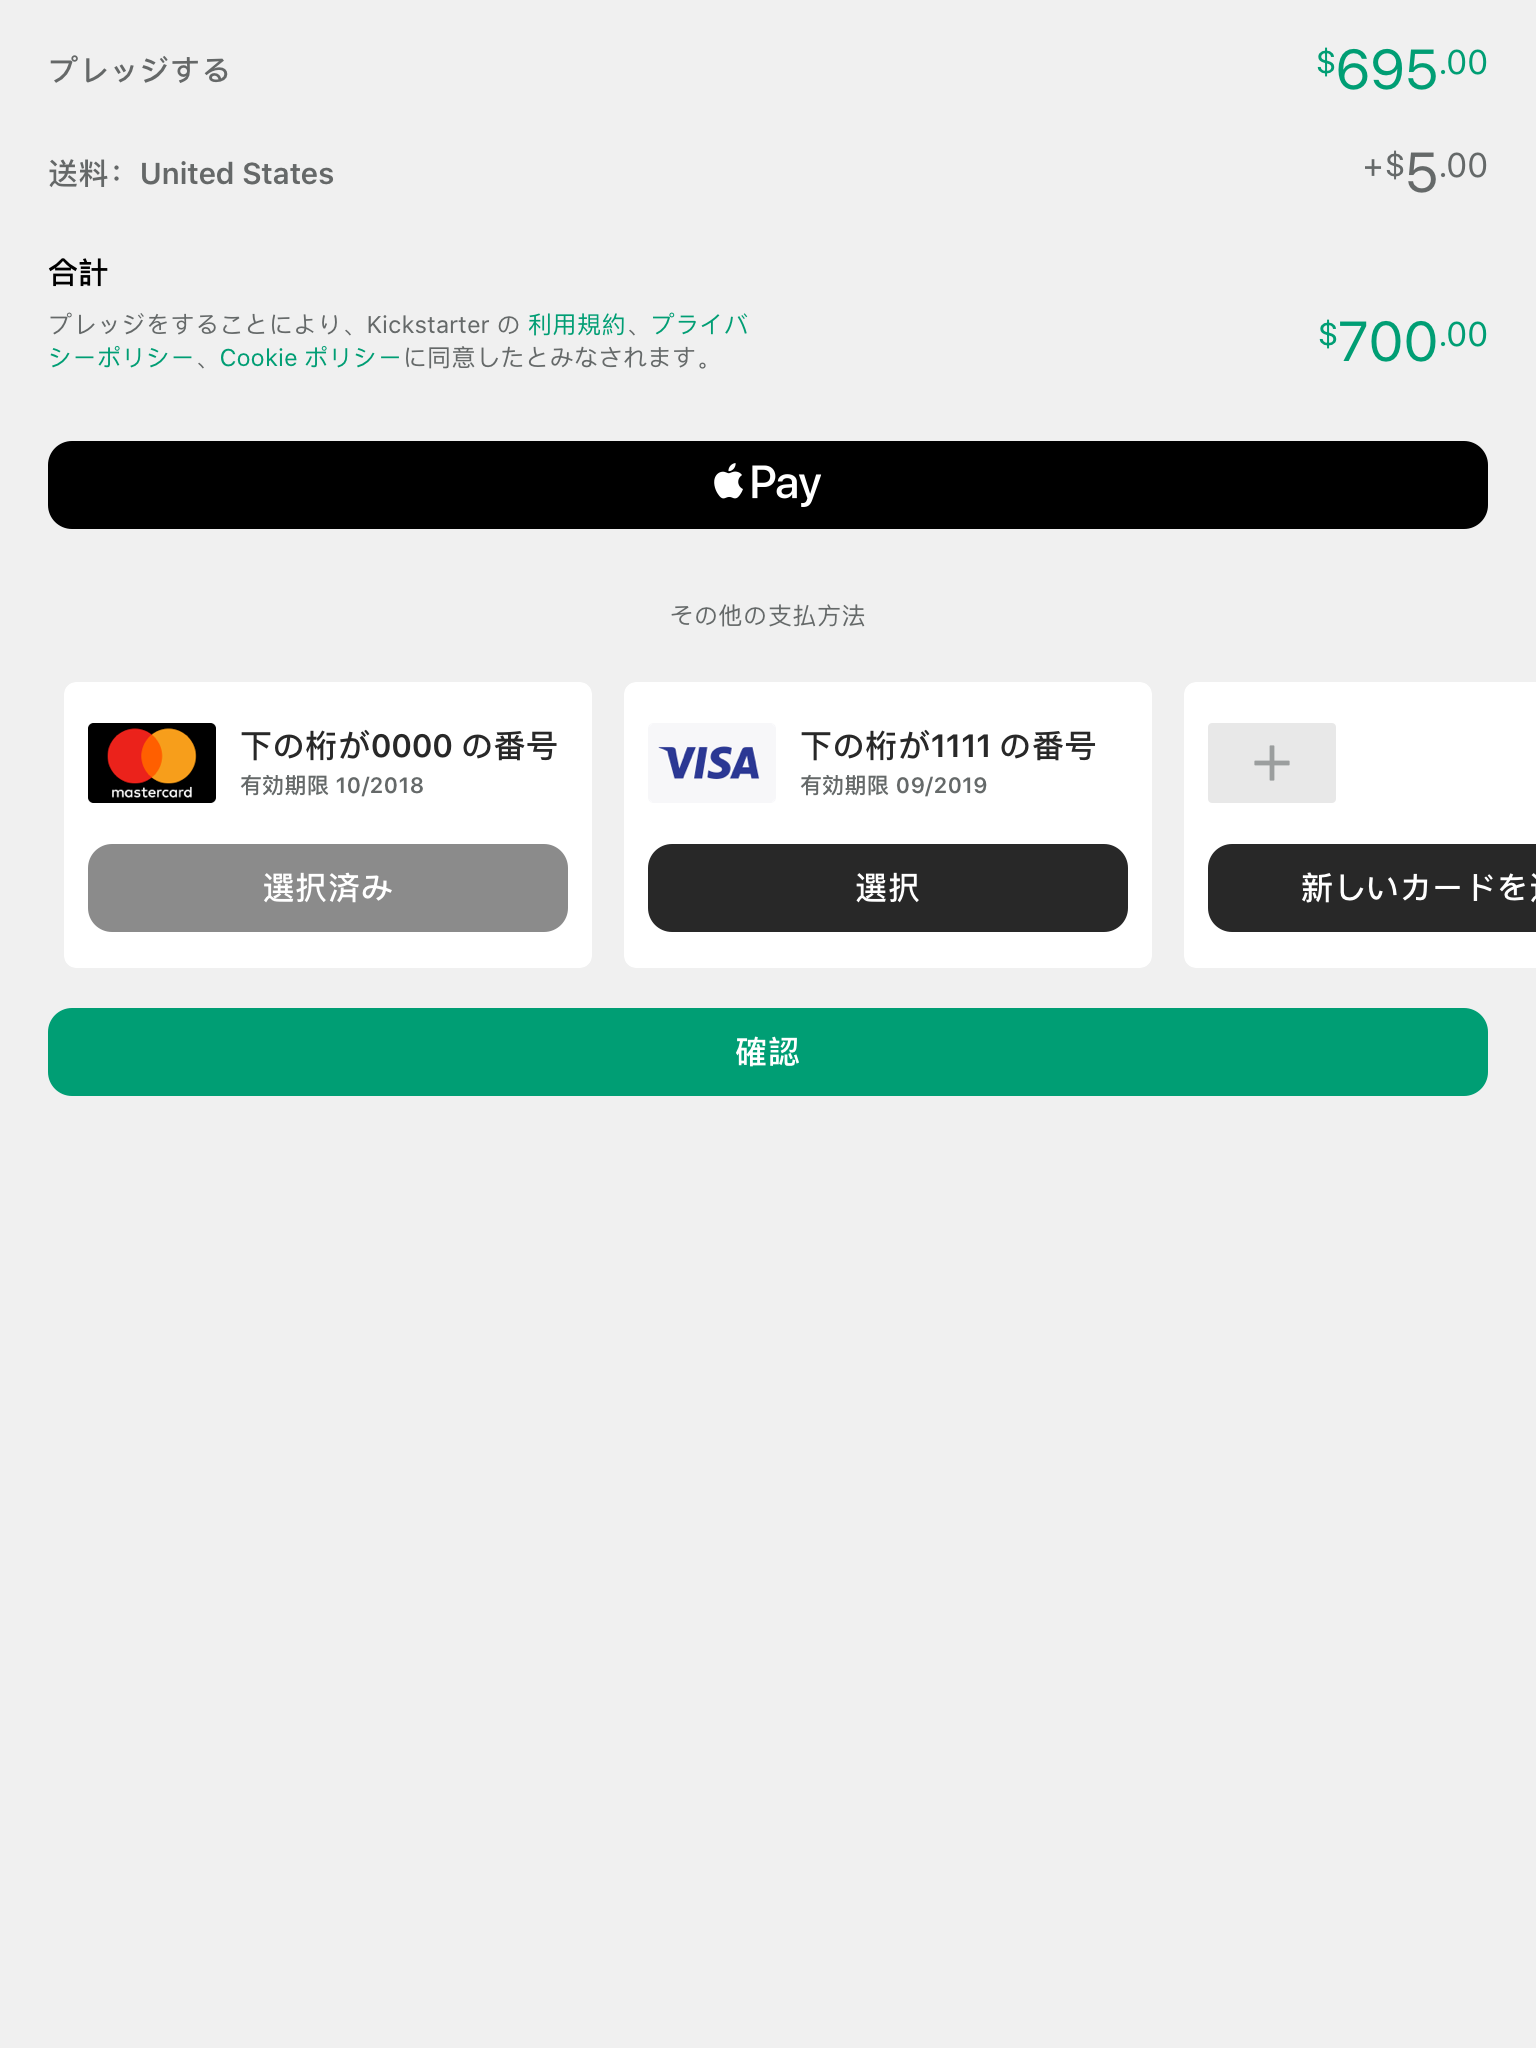 プレッジする
$695.00
送料： United States
+$5.00
合計
プレッジをすることにより、Kickstarter の 利用規約、プライバ
シーポリシー、Cookie ポリシーに同意したとみなされます。
$700.00
Pay
その他の支払方法
mastercard
下の桁が0000 の番号
有効期限 10/2018
選択済み
VISA
下の桁が1111 の番号
有効期限 09/2019
選択
新しいカードを
確認